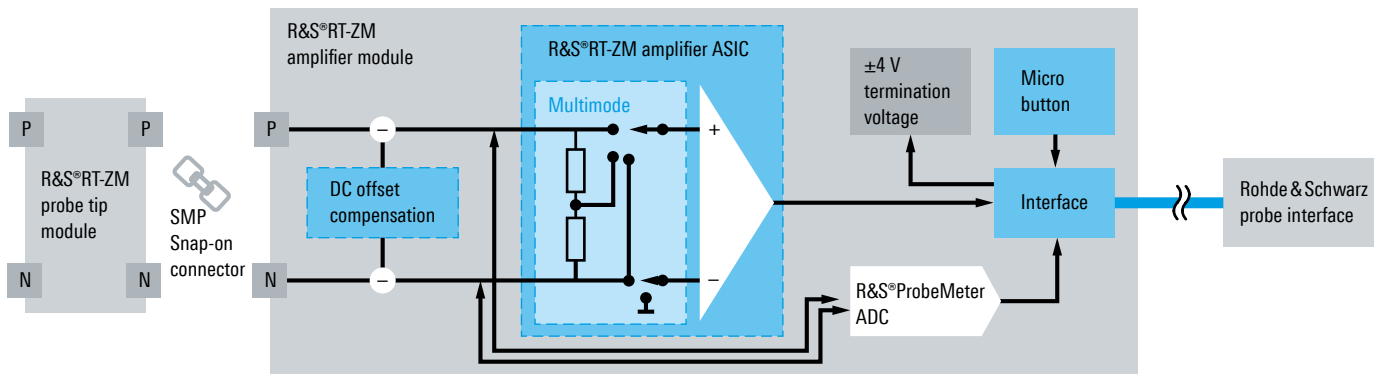 R&S®RT-ZM
amplifier module
R&S®RT-ZM amplifier ASIC
Multimode
±4 V
termination
voltage
Micro
button
P
P
P
+
R&S®RT-ZM
probe tip
module
SMP
Snap-on
connector
–
DC offset
compensation
–
Interface
Rohde & Schwarz
probe interface
N
N
N
–
R&S®ProbeMeter
ADC